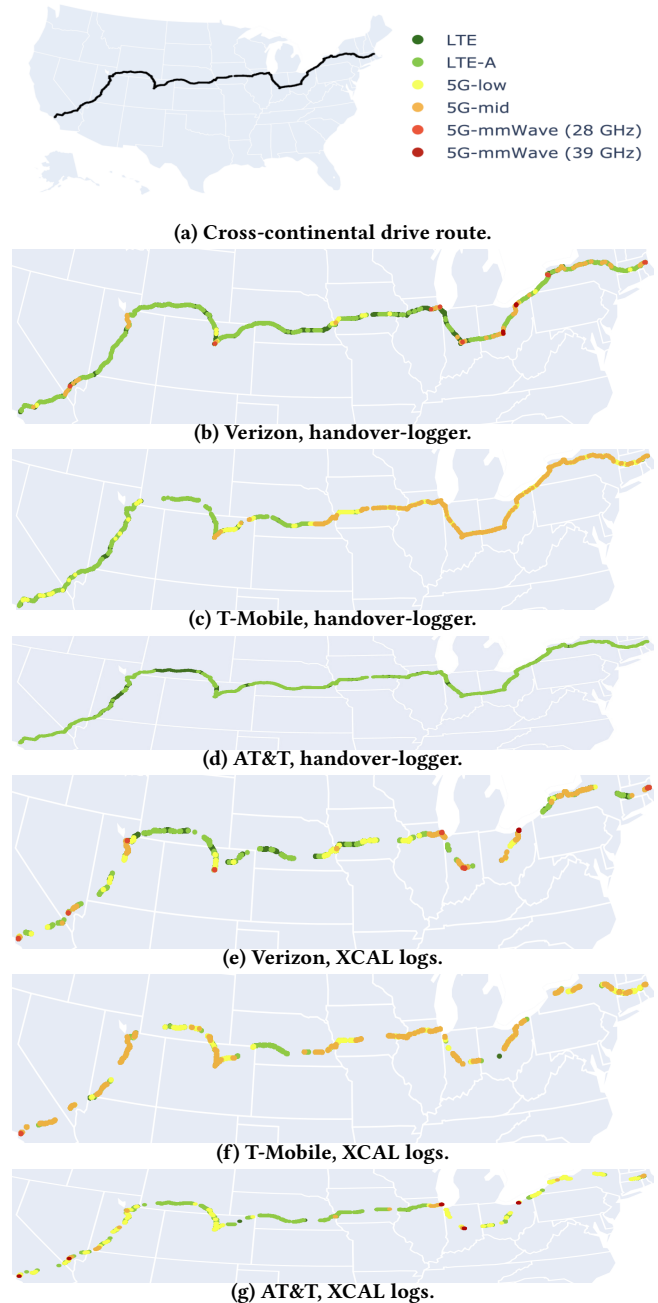 LTE
LTE-A
5G-low
5G-mid
5G-mmWave (28 GHz)
5G-mmWave (39 GHz)
(a) Cross-continental drive route.
(b) Verizon, handover-logger.
(c) T-Mobile, handover-logger.
(d) AT&T, handover-logger.
(e) Verizon, XCAL logs.
(f) T-Mobile, XCAL logs.
(g) AT&T, XCAL logs.